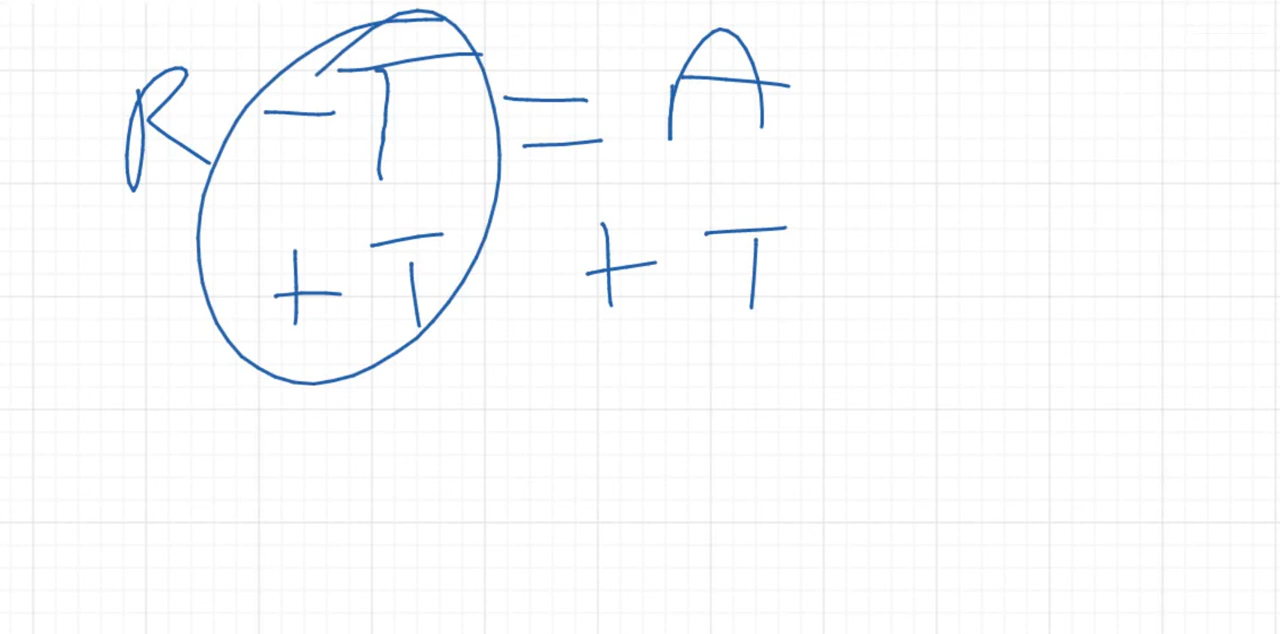 R - T = A
+ T + T